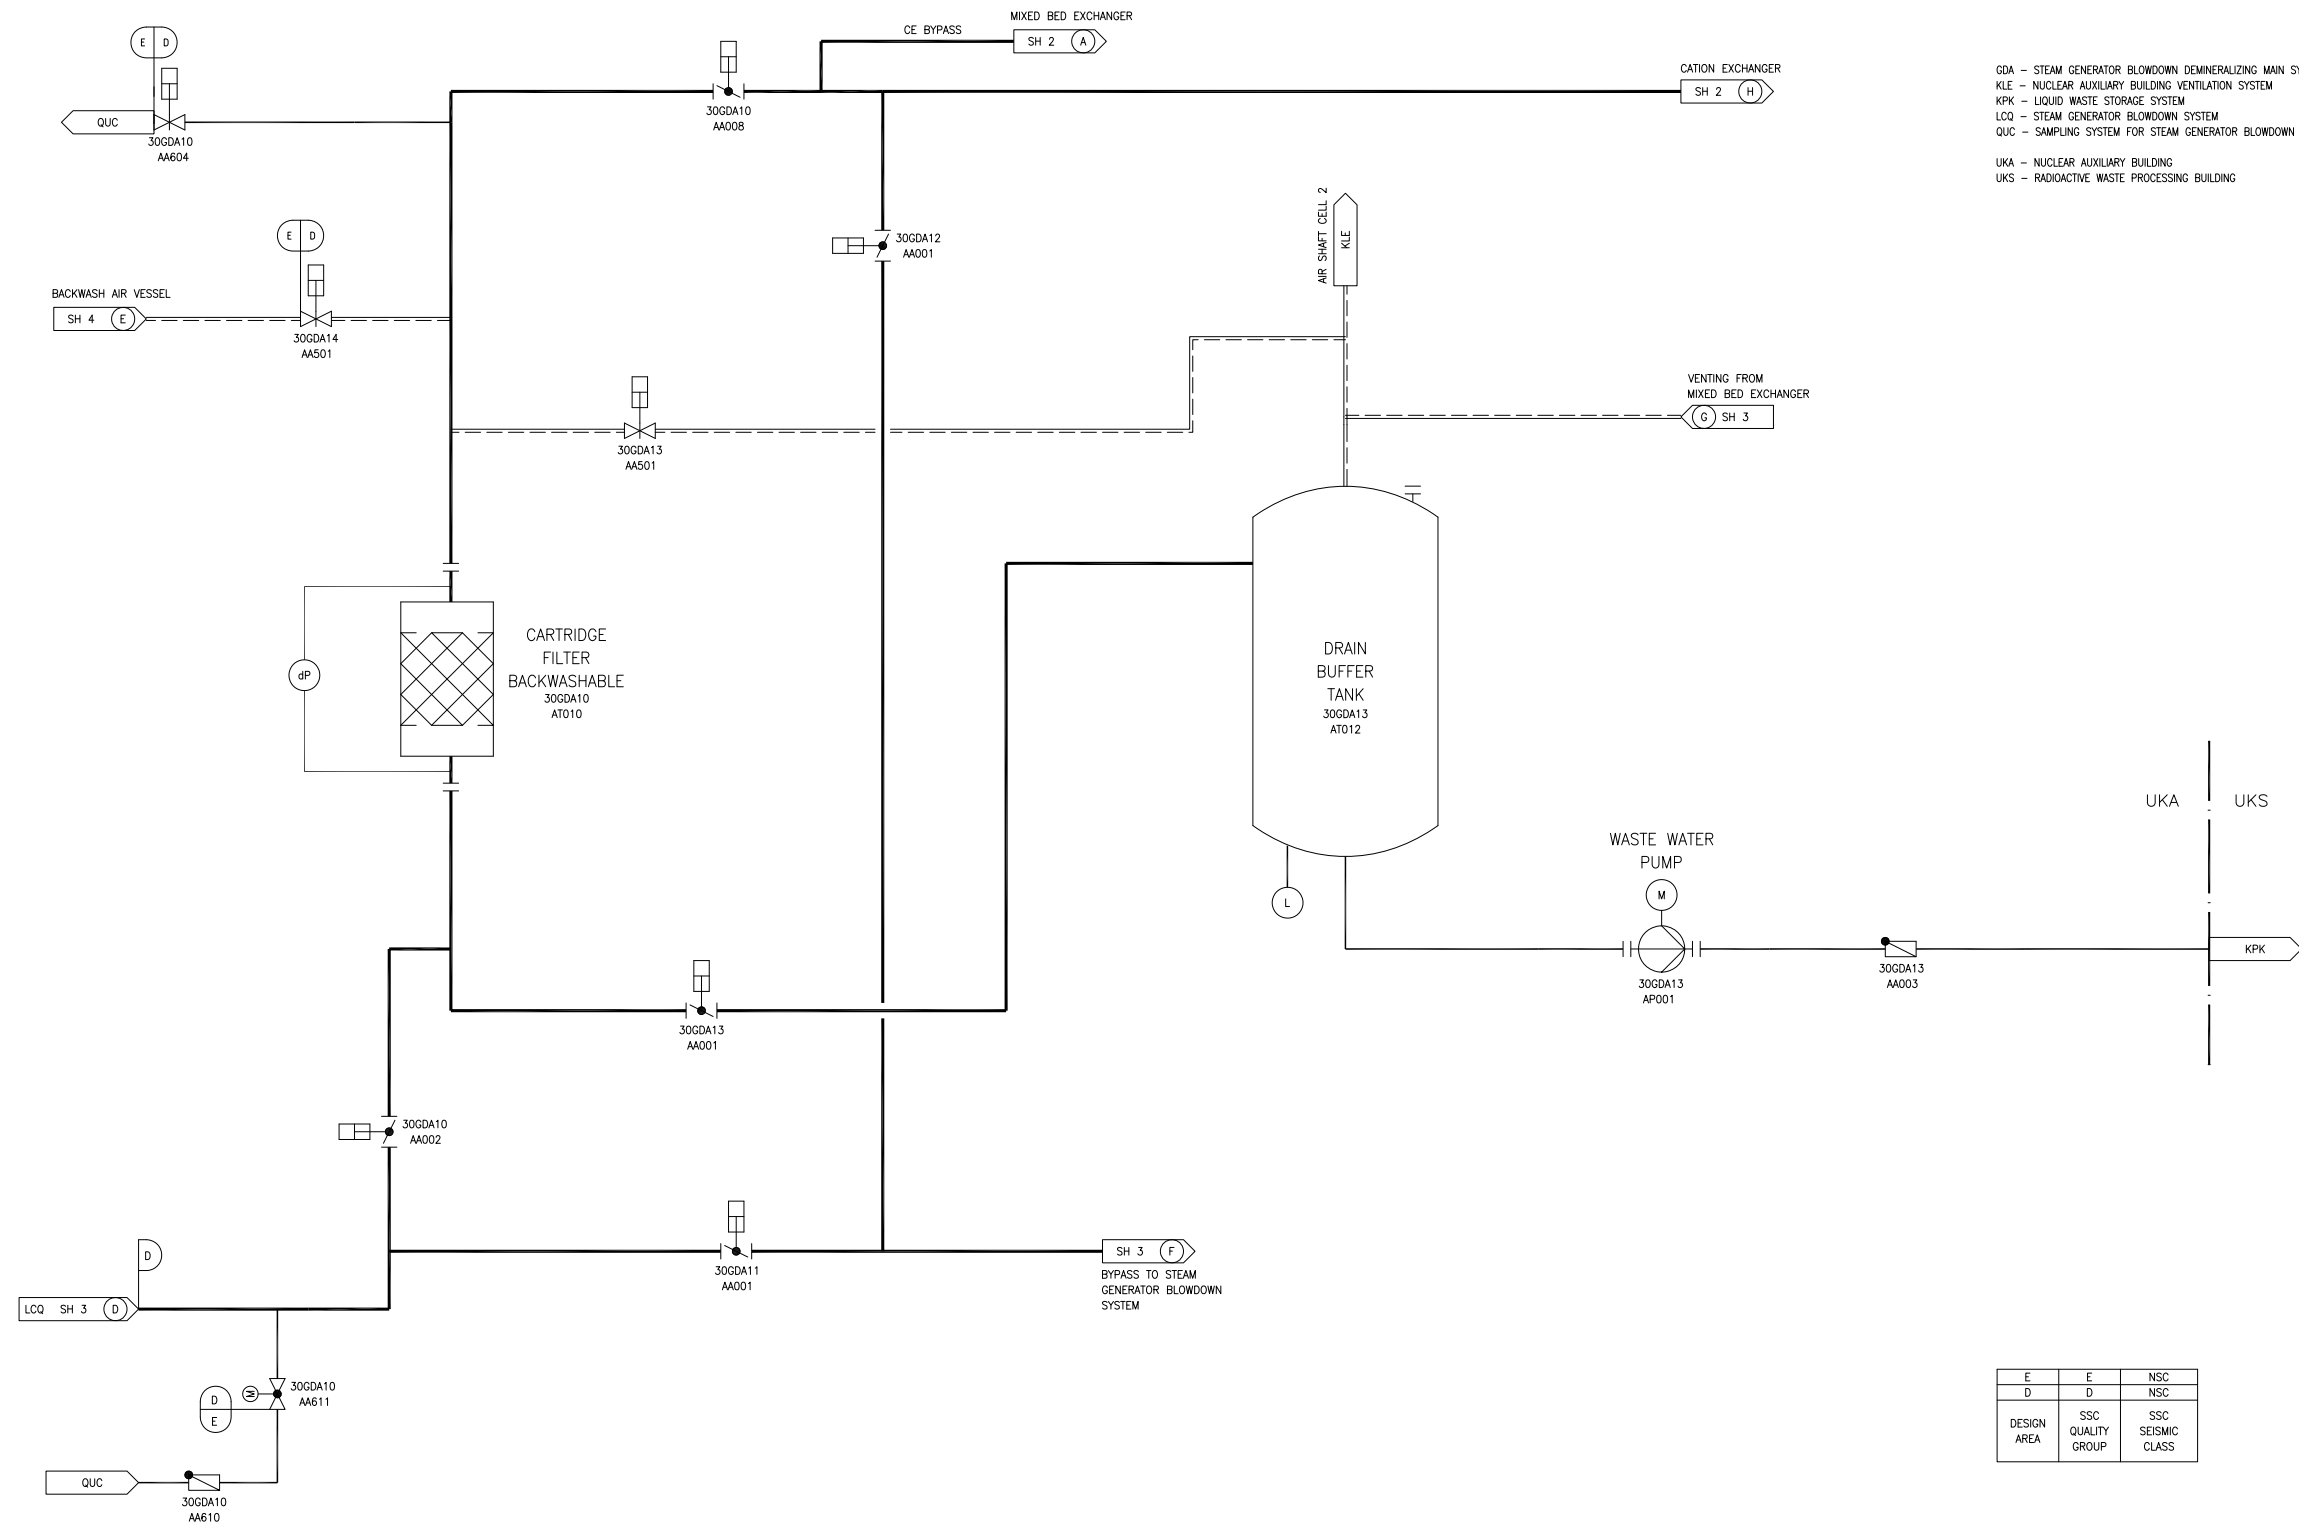 MIXED BED EXCHANGER
CE BYPASS
SH 2 A
E D
CATION EXCHANGER
SH 2 H
QUC
30GDA10
AA604
30GDA10
AA008
GDA – STEAM GENERATOR BLOWDOWN DEMINERALIZING MAIN
KLE – NUCLEAR AUXILIARY BUILDING VENTILATION SYSTEM
KPK – LIQUID WASTE STORAGE SYSTEM
LCQ – STEAM GENERATOR BLOWDOWN SYSTEM
QUC – SAMPLING SYSTEM FOR STEAM GENERATOR BLOWDOWN
UKA – NUCLEAR AUXILIARY BUILDING
UKS – RADIOACTIVE WASTE PROCESSING BUILDING
E D
30GDA12
AA001
AIR SHAFT CELL 2
KLE
BACKWASH AIR VESSEL
SH 4 E
30GDA14
AA501
VENTING FROM
MIXED BED EXCHANGER
G SH 3
30GDA13
AA501
CARTRIDGE
FILTER
BACKWASHABLE
30GDA10
AT010
dP
DRAIN
BUFFER
TANK
30GDA13
AT012
UKA UKS
WASTE WATER
PUMP
M
L
30GDA13
AP001
30GDA13
AA003
KPK
30GDA13
AA001
30GDA10
AA002
D
30GDA11
AA001
SH 3 F
BYPASS TO STEAM
GENERATOR BLOWDOWN
SYSTEM
LCQ SH 3 D
M
30GDA10
AA611
D
E
QUC
30GDA10
AA610
E E NSC
D D NSC
DESIGN
AREA
SSC
QUALITY
GROUP
SSC
SEISMIC
CLASS